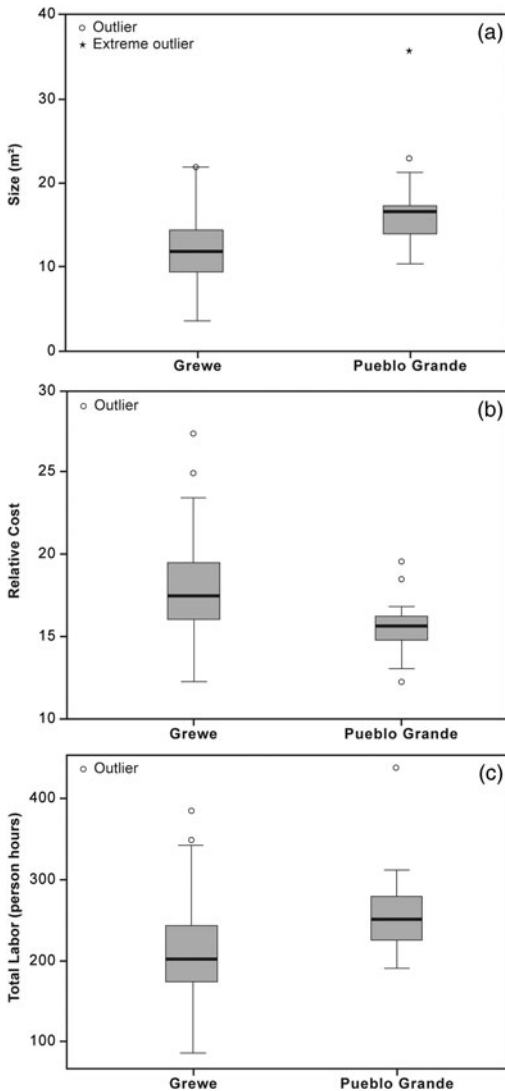 (a)
○ Outlier
★ Extreme outlier
Size (m²)
40
30
20
10
0
Grewe Pueblo Grande
(b)
○ Outlier
Relative Cost
30
25
20
15
10
Grewe Pueblo Grande
(c)
○ Outlier
Total Labor (person hours)
400
300
200
100
Grewe Pueblo Grande